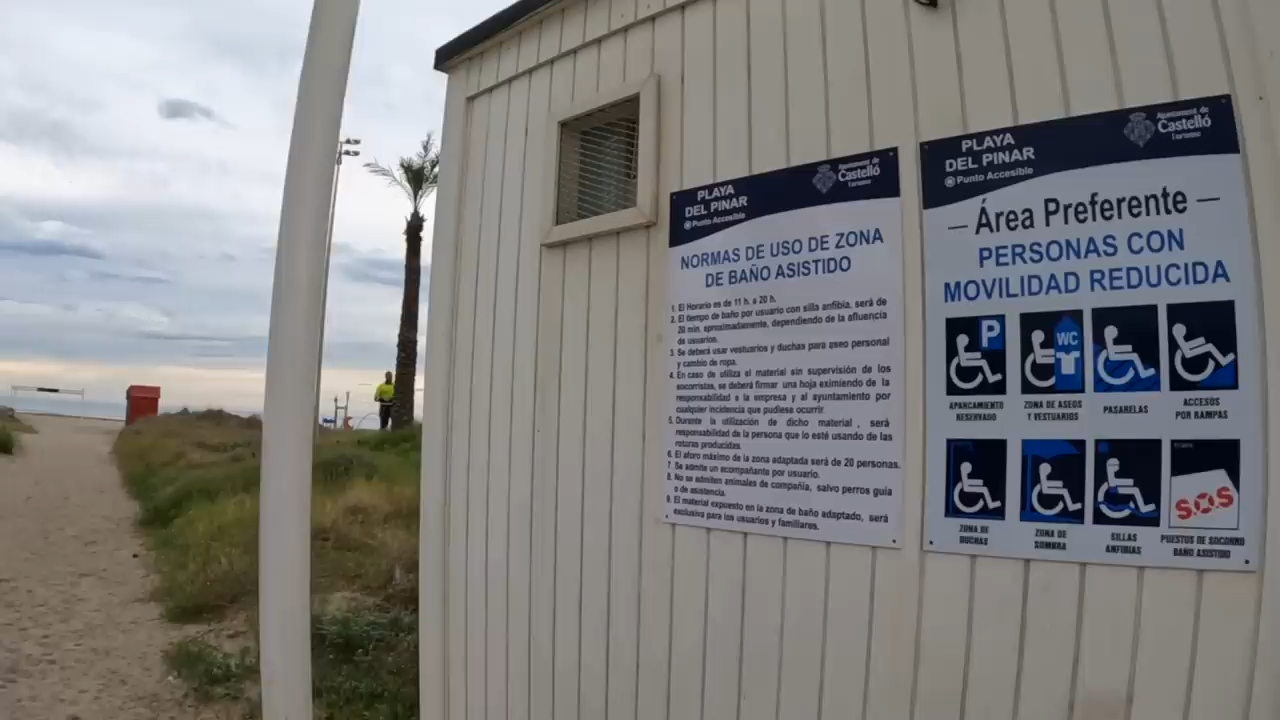 PLAYA
DEL PINAR
Punto Accesible
Ajuntament de
Castelló
Turisme
NORMAS DE USO DE ZONA
DE BAÑO ASISTIDO
1. El Horario es de 11 h. a 20 h.
2. El tiempo de baño por usuario con silla anfibia, será de
20 min. aproximadamente, dependiendo de la afluencia
de usuarios.
3. Se deberá usar vestuarios y duchas para aseo personal
y cambio de ropa.
4. En caso de utiliza el material sin supervisión de los
socorristas, se deberá firmar una hoja eximiendo de la
responsabilidad a la empresa y al ayuntamiento por
cualquier incidencia que pudiese ocurrir.
5. Durante la utilización de dicho material , será
responsabilidad de la persona que lo esté usando de las
roturas producidas.
6. El aforo máximo de la zona adaptada será de 20 personas.
7. Se admite un acompañante por usuario.
8. No se admiten animales de compañía, salvo perros guía
o de asistencia.
9. El material expuesto en la zona de baño adaptado, será
exclusiva para los usuarios y familiares.
PLAYA
DEL PINAR
Punto Accesible
Ajuntament de
Castelló
Turisme
— Área Preferente —
PERSONAS CON
MOVILIDAD REDUCIDA
P
WC
APARCAMIENTO
RESERVADO
ZONA DE ASEOS
Y VESTUARIOS
PASARELAS
ACCESOS
POR RAMPAS
SOS
ZONA DE
DUCHAS
ZONA DE
SOMBRA
SILLAS
ANFIBIAS
PUESTOS DE SOCORRO
BAÑO ASISTIDO